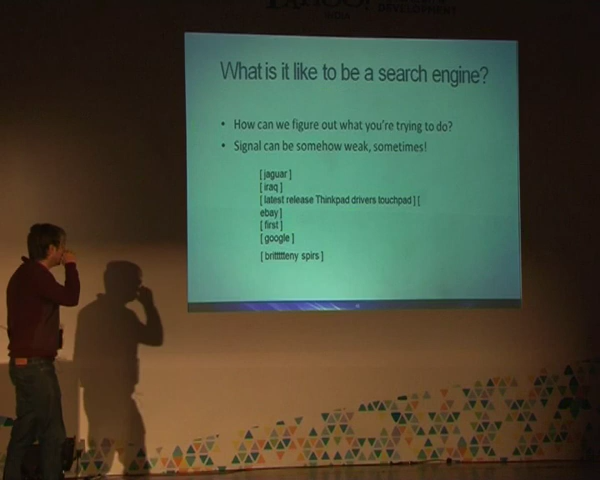 YAHOO!
What is it like to be a search engine?
• How can we figure out what you're trying to do?
• Signal can be somehow weak, sometimes!
[ jaguar ]
[ iraq ]
[ latest release Thinkpad drivers touchpad ] [
ebay ]
[ first ]
[ google ]
[ brittttteny spirs ]